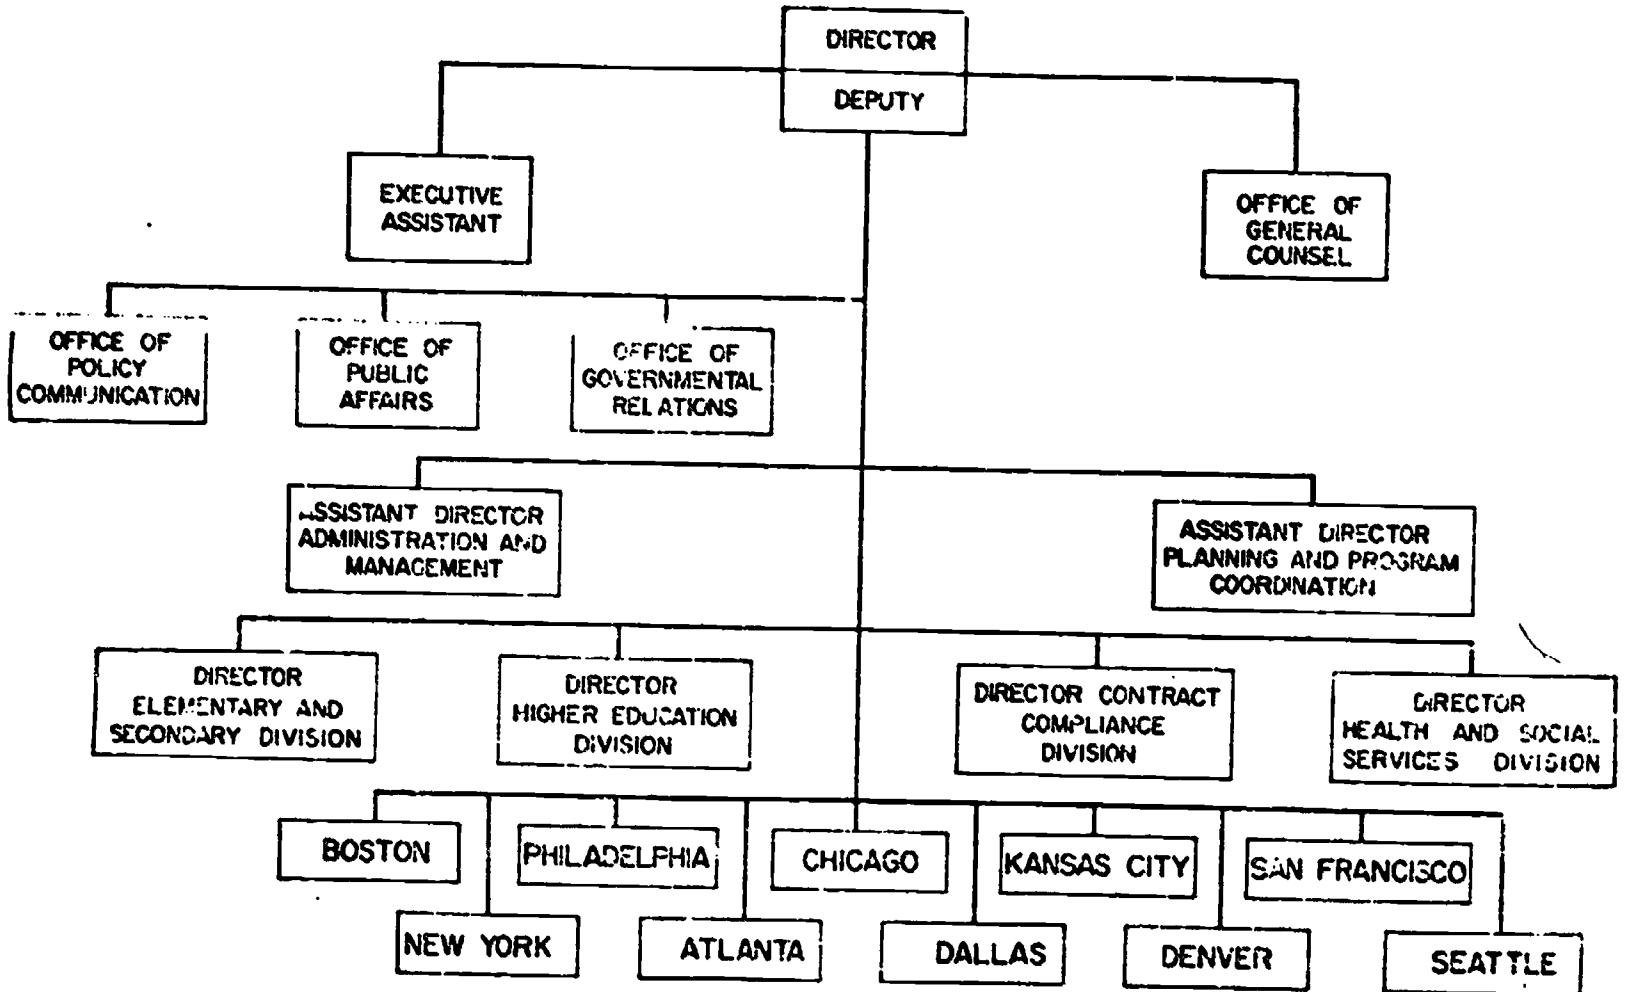 DIRECTOR
DEPUTY
EXECUTIVE
ASSISTANT
OFFICE OF
GENERAL
COUNSEL
OFFICE OF
POLICY
COMMUNICATION
OFFICE OF
PUBLIC
AFFAIRS
OFFICE OF
GOVERNMENTAL
RELATIONS
ASSISTANT DIRECTOR
ADMINISTRATION AND
MANAGEMENT
ASSISTANT DIRECTOR
PLANNING AND PROGRAM
COORDINATION
DIRECTOR
ELEMENTARY AND
SECONDARY DIVISION
DIRECTOR
HIGHER EDUCATION
DIVISION
DIRECTOR CONTRACT
COMPLIANCE
DIVISION
DIRECTOR
HEALTH AND SOCIAL
SERVICES DIVISION
BOSTON
PHILADELPHIA
CHICAGO
KANSAS CITY
SAN FRANCISCO
NEW YORK
ATLANTA
DALLAS
DENVER
SEATTLE